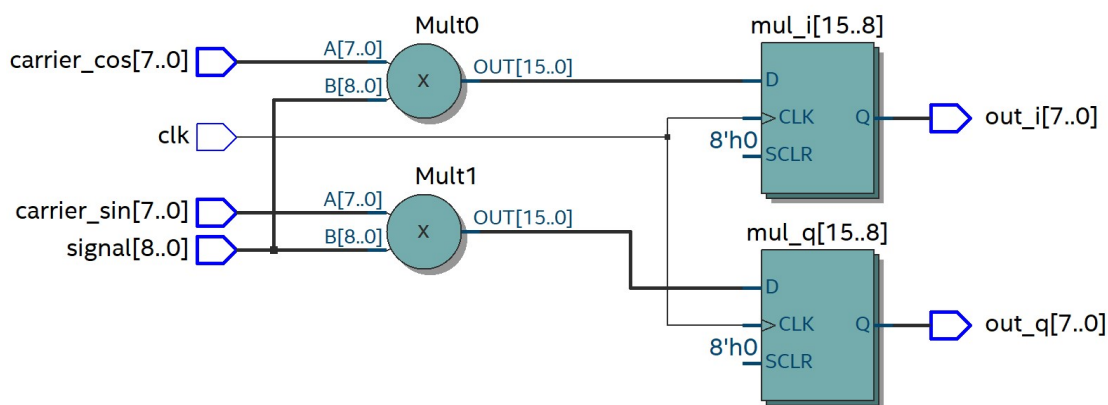 Mult0
mul_i[15..8]
carrier_cos[7..0]
A[7..0]
OUT[15..0]
B[8..0]
x
D
clk
CLK
Q
out_i[7..0]
8'h0
SCLR
Mult1
carrier_sin[7..0]
A[7..0]
OUT[15..0]
signal[8..0]
B[8..0]
x
mul_q[15..8]
D
CLK
Q
out_q[7..0]
8'h0
SCLR